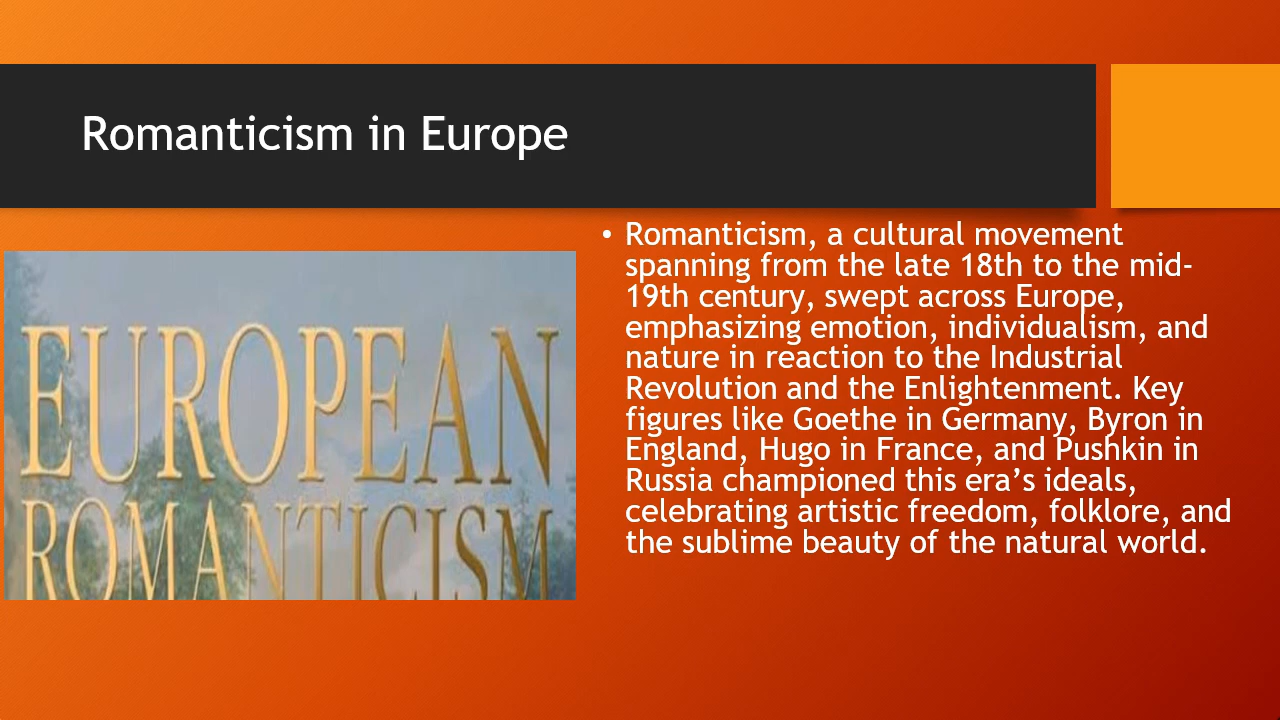 Romanticism in Europe
EUROPEAN
ROMANTICISM
• Romanticism, a cultural movement
spanning from the late 18th to the mid-
19th century, swept across Europe,
emphasizing emotion, individualism, and
nature in reaction to the Industrial
Revolution and the Enlightenment. Key
figures like Goethe in Germany, Byron in
England, Hugo in France, and Pushkin in
Russia championed this era’s ideals,
celebrating artistic freedom, folklore, and
the sublime beauty of the natural world.